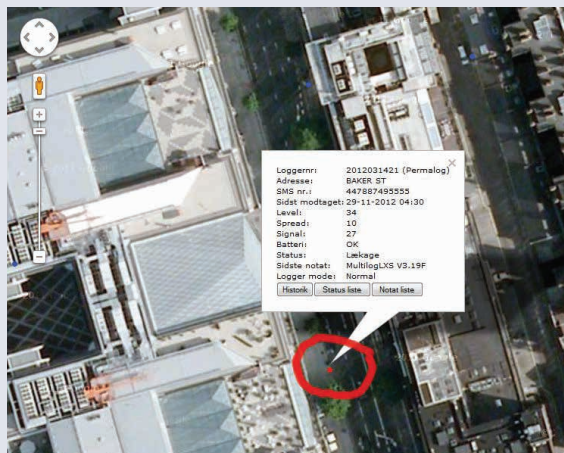 Loggernr: 2012031421 (Permalog)
Adresse: BAKER ST
SMS nr.: 447887495555
Sidst modtaget: 29-11-2012 04:30
Level: 34
Spread: 10
Signal: 27
Batteri: OK
Status: Lækage
Sidste notat: MultilogLXS V3.19F
Logger mode: Normal
Historik Status liste Notat liste